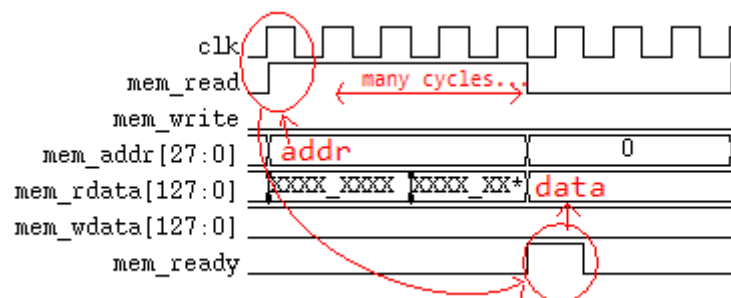 clk
mem_read many cycles...
mem_write
mem_addr[27:0] addr 0
mem_rdata[127:0] XXXX_XXXX XXXX_XX* data
mem_wdata[127:0]
mem_ready